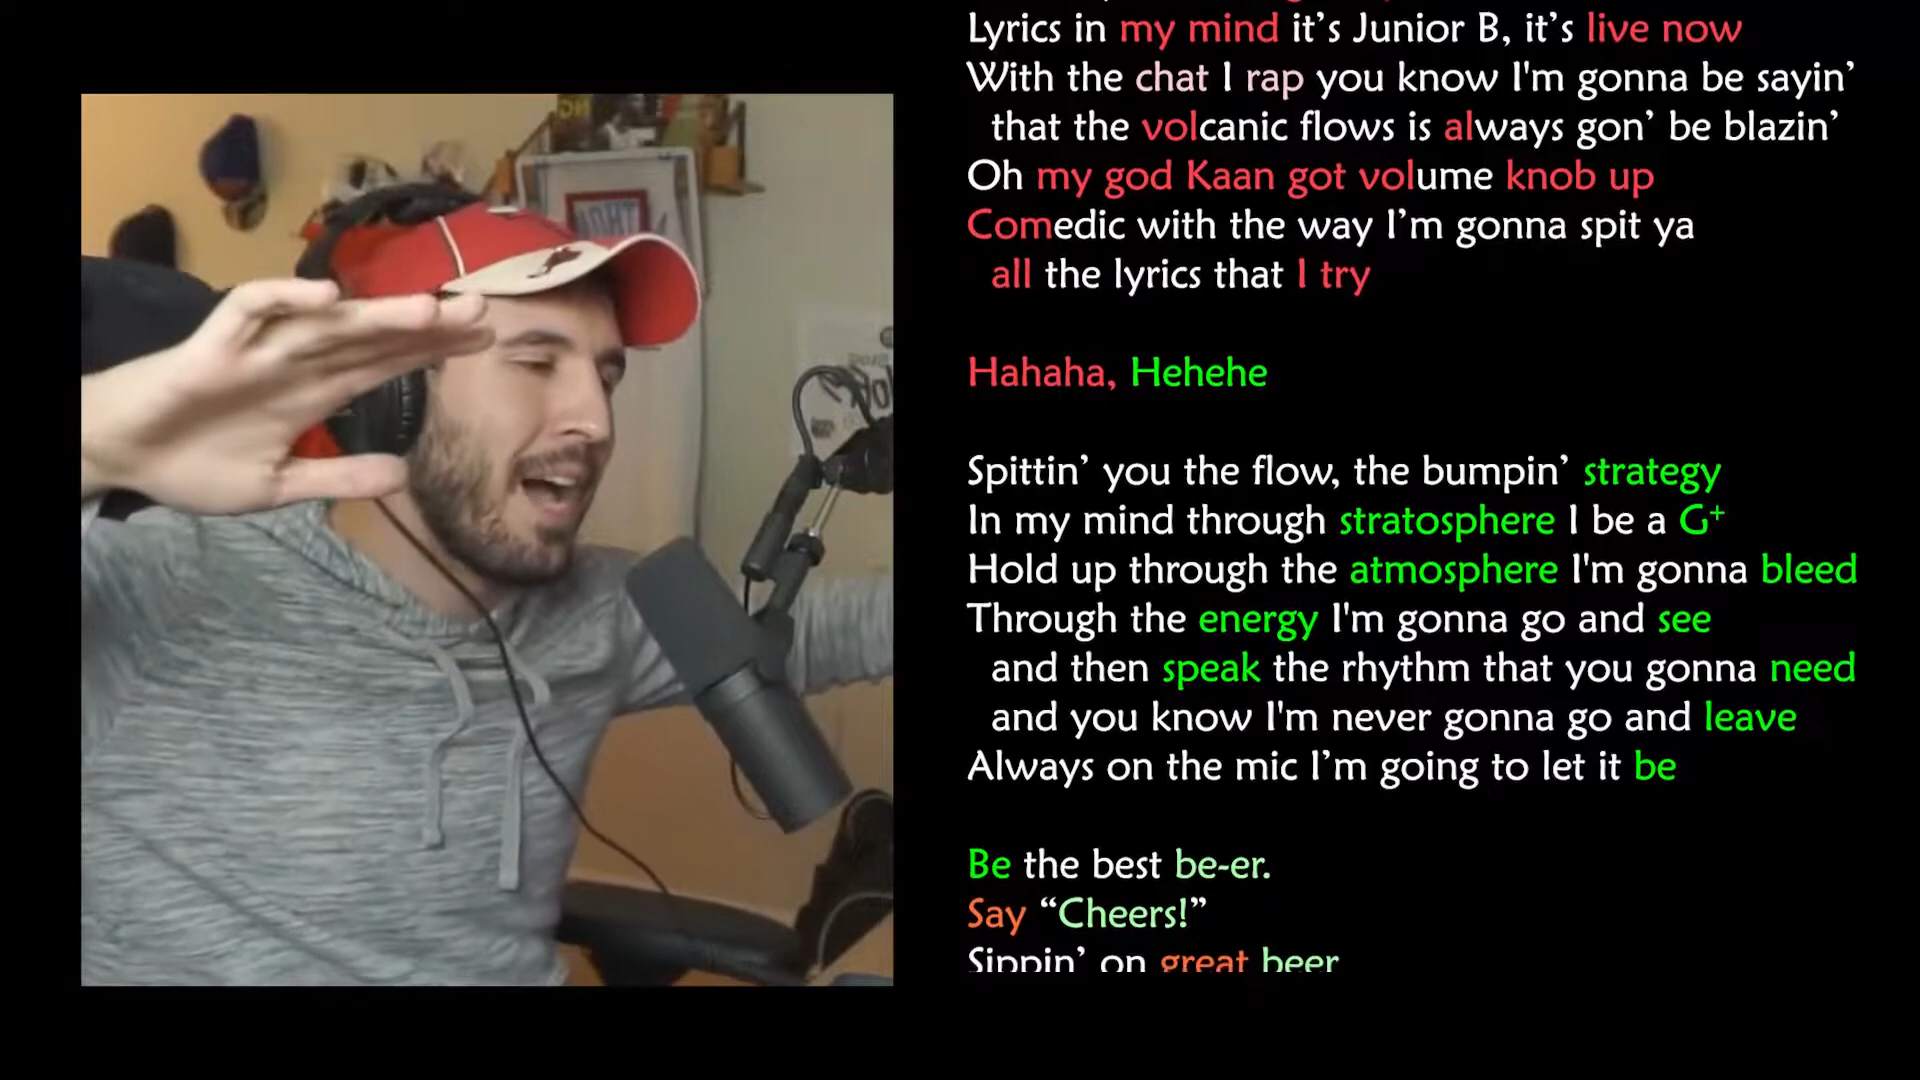 Lyrics in my mind it’s Junior B, it’s live now
With the chat I rap you know I'm gonna be sayin’
that the volcanic flows is always gon’ be blazin’
Oh my god Kaan got volume knob up
Comedic with the way I’m gonna spit ya
all the lyrics that I try
Hahaha, Hehehe
Spittin’ you the flow, the bumpin’ strategy
In my mind through stratosphere I be a G⁺
Hold up through the atmosphere I'm gonna bleed
Through the energy I'm gonna go and see
and then speak the rhythm that you gonna need
and you know I'm never gonna go and leave
Always on the mic I’m going to let it be
Be the best be-er.
Say “Cheers!”
Sippin’ on great beer